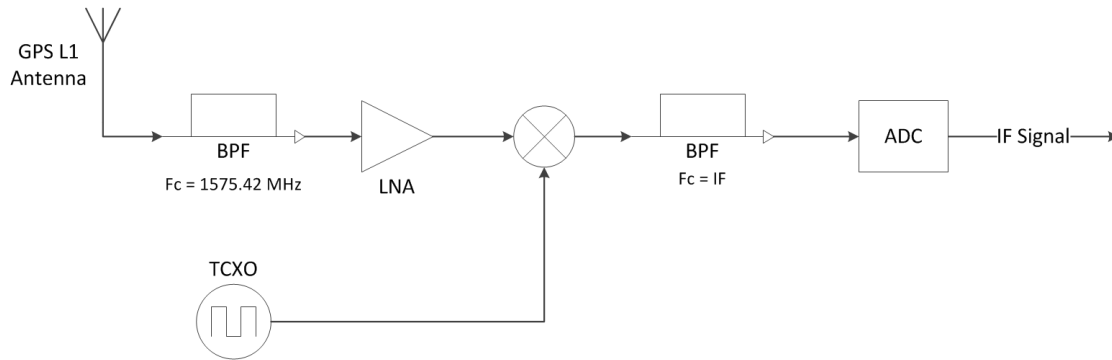 GPS L1
Antenna
BPF
Fc = 1575.42 MHz
LNA
BPF
Fc = IF
ADC
IF Signal
TCXO